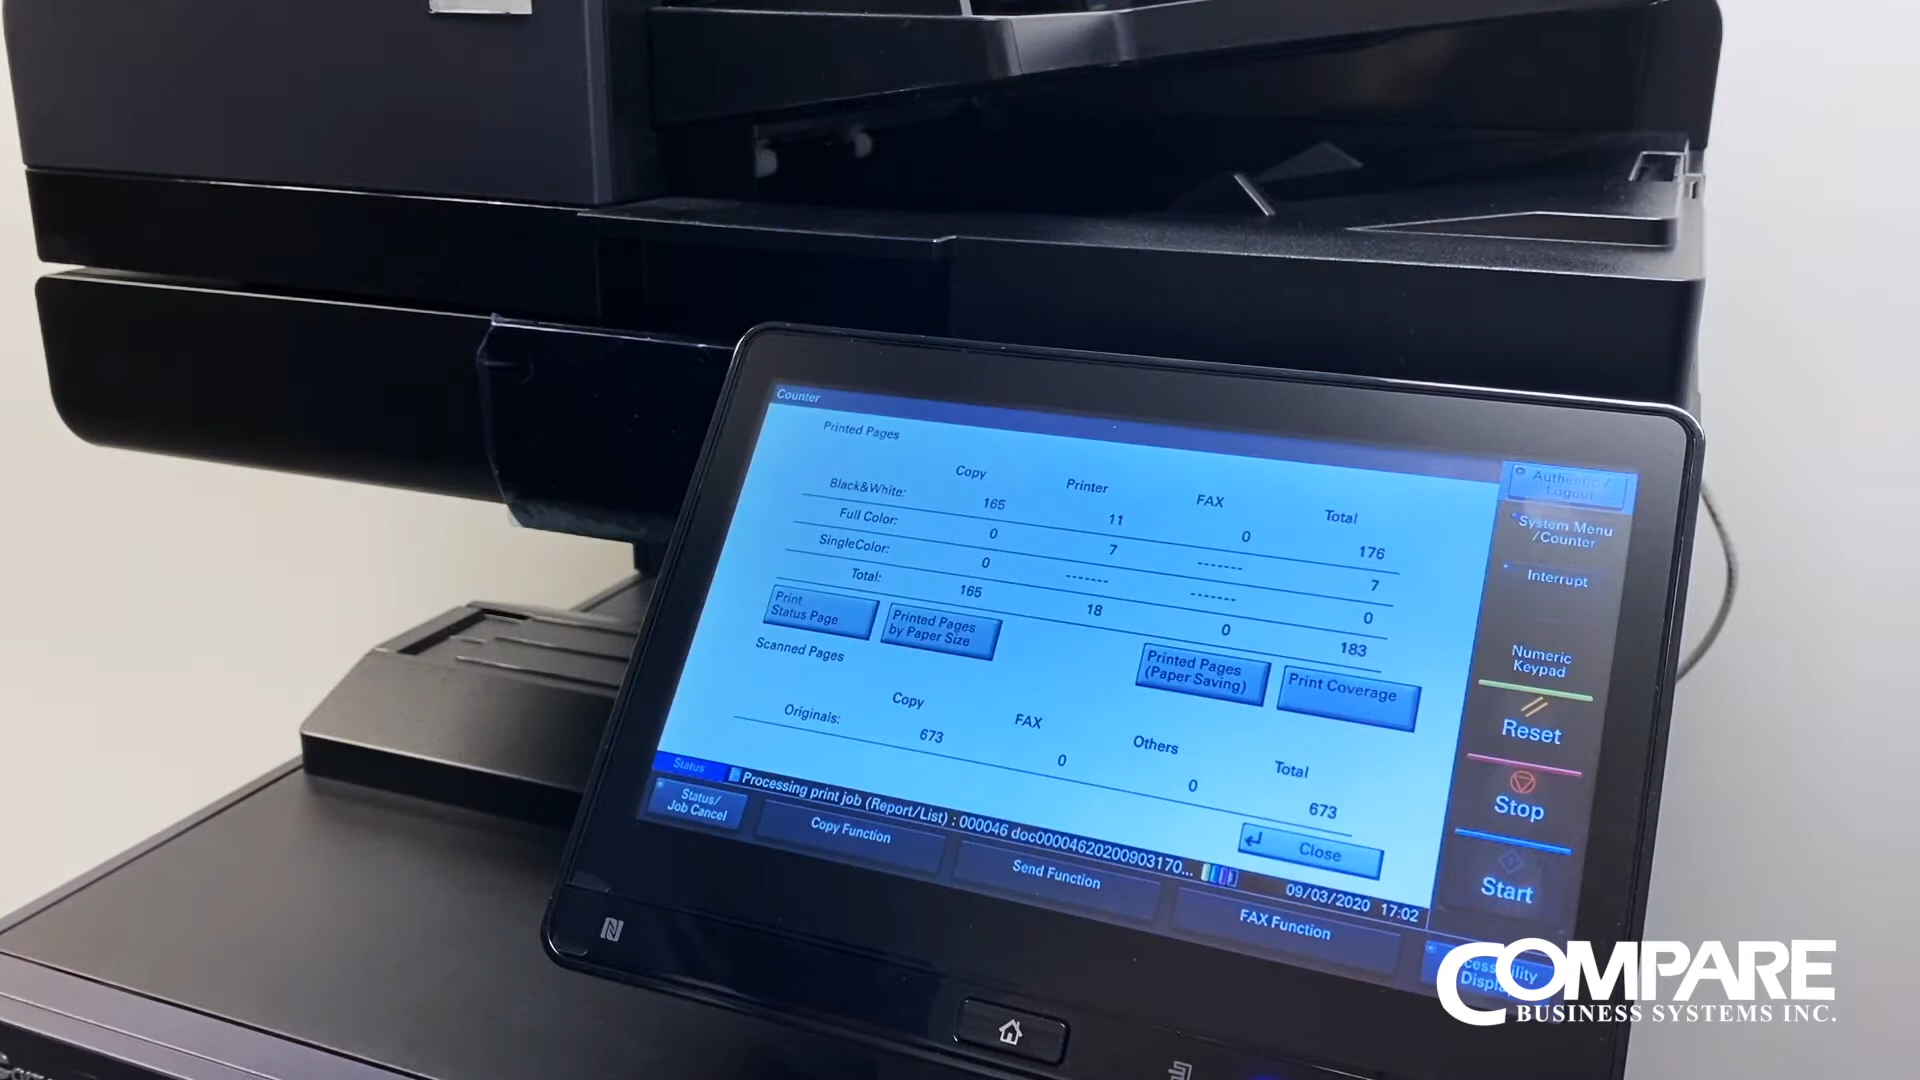 Counter
Printed Pages
Copy Printer FAX Total
Black&White: 165 11 0 176
Full Color: 0 7 ------- 7
SingleColor: 0 ------- ------- 0
Total: 165 18 0 183
Print
Status Page
Printed Pages
by Paper Size
Printed Pages
(Paper Saving)
Print Coverage
Scanned Pages
Copy FAX Others Total
Originals: 673 0 0 673
Close
Status
Processing print job (Report/List) : 000046 doc00004620200903170...
09/03/2020 17:02
Status/
Job Cancel
Copy Function
Send Function
FAX Function
Authentic /
Logout
System Menu
/Counter
Interrupt
Numeric
Keypad
Reset
Stop
Start
COMPARE
BUSINESS SYSTEMS INC.